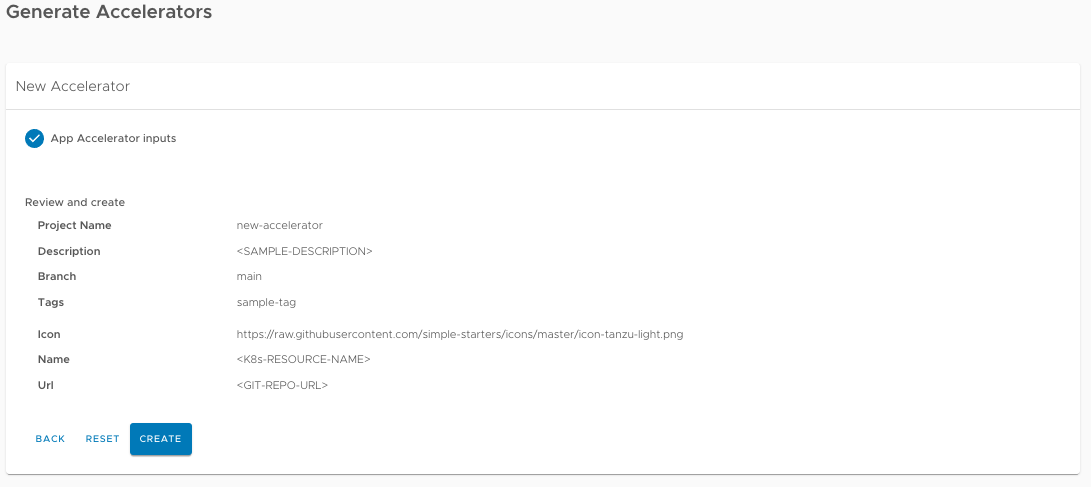 Generate Accelerators
New Accelerator
App Accelerator inputs
Review and create
Project Name new-accelerator
Description <SAMPLE-DESCRIPTION>
Branch main
Tags sample-tag
Icon https://raw.githubusercontent.com/simple-starters/icons/master/icon-tanzu-light.png
Name <K8s-RESOURCE-NAME>
Url <GIT-REPO-URL>
BACK RESET CREATE